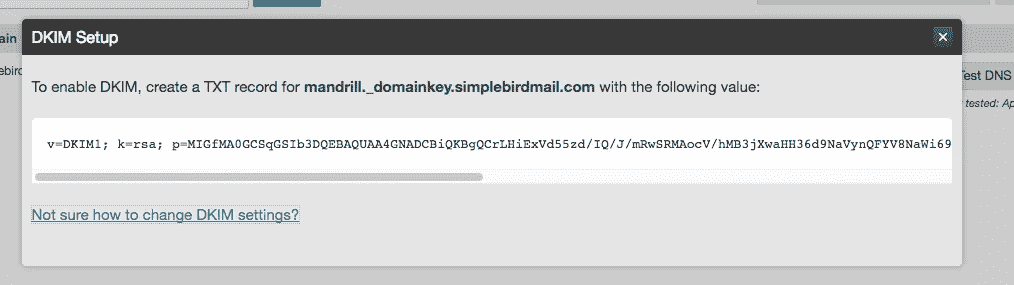 ain
DKIM Setup
ebird
To enable DKIM, create a TXT record for mandrill._domainkey.simplebirdmail.com with the following value:
Test DNS
tested: Ap
v=DKIM1; k=rsa; p=MIGfMA0GCSqGSIb3DQEBAQUAA4GNADCBiQKBgQCrLHiExVd55zd/IQ/J/mRwSRMAocV/hMB3jXwaHH36d9NaVynQFYV8NaWi69
Not sure how to change DKIM settings?